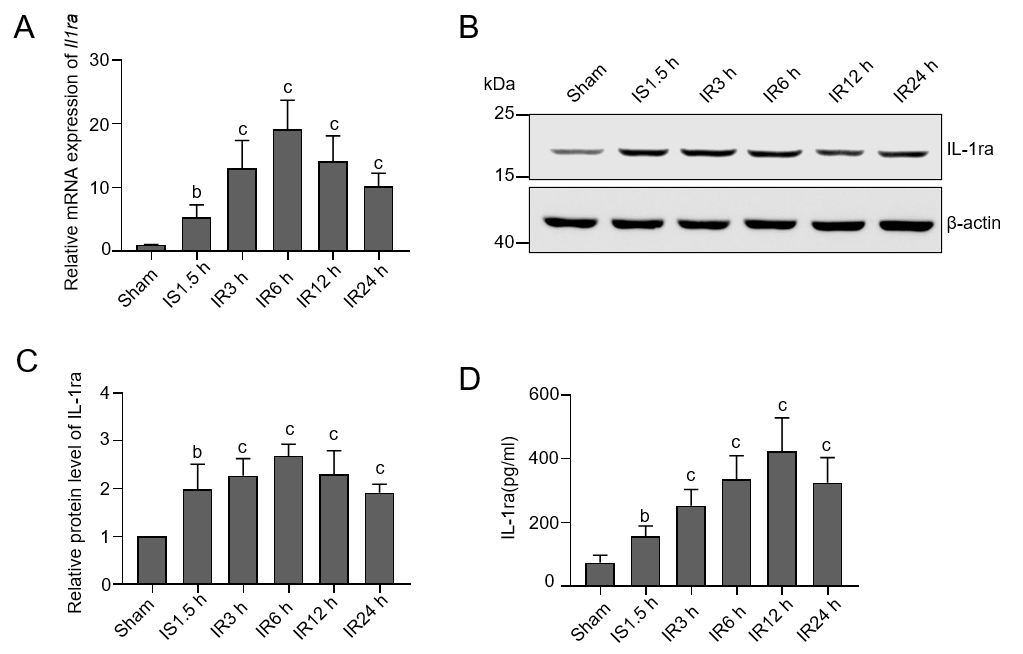 A
Relative mRNA expression of Il1ra
30
20
10
0
b
c
c
c
c
Sham
IS1.5 h
IR3 h
IR6 h
IR12 h
IR24 h
B
kDa
Sham
IS1.5 h
IR3 h
IR6 h
IR12 h
IR24 h
25
15
IL-1ra
40
β-actin
C
Relative protein level of IL-1ra
4
3
2
1
0
b
c
c
c
c
Sham
IS1.5 h
IR3 h
IR6 h
IR12 h
IR24 h
D
IL-1ra(pg/ml)
600
400
200
0
b
c
c
c
c
Sham
IS1.5 h
IR3 h
IR6 h
IR12 h
IR24 h